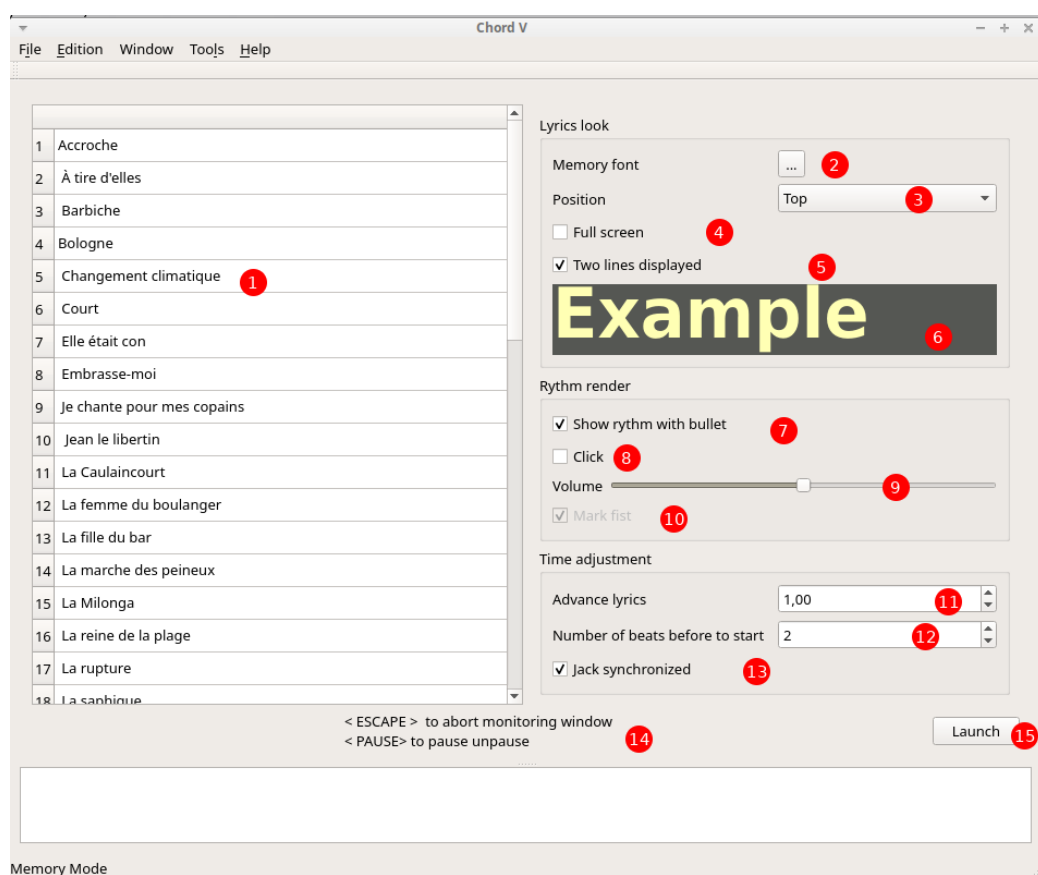 Chord V
File Edition Window Tools Help
Lyrics look
1 Accroche
2 À tire d'elles
3 Barbiche
4 Bologne
5 Changement climatique 1
6 Court
7 Elle était con
8 Embrasse-moi
9 Je chante pour mes copains
10 Jean le libertin
11 La Caulaincourt
12 La femme du boulanger
13 La fille du bar
14 La marche des peineux
15 La Milonga
16 La reine de la plage
17 La rupture
18 La saphique
Memory font ... 2
Position Top 3
Full screen 4
Two lines displayed 5
Example 6
Rythm render
Show rythm with bullet 7
Click 8
Volume 9
Mark fist 10
Time adjustment
Advance lyrics 1,00 11
Number of beats before to start 2 12
Jack synchronized 13
< ESCAPE > to abort monitoring window
< PAUSE> to pause unpause 14
Launch 15
Memory Mode